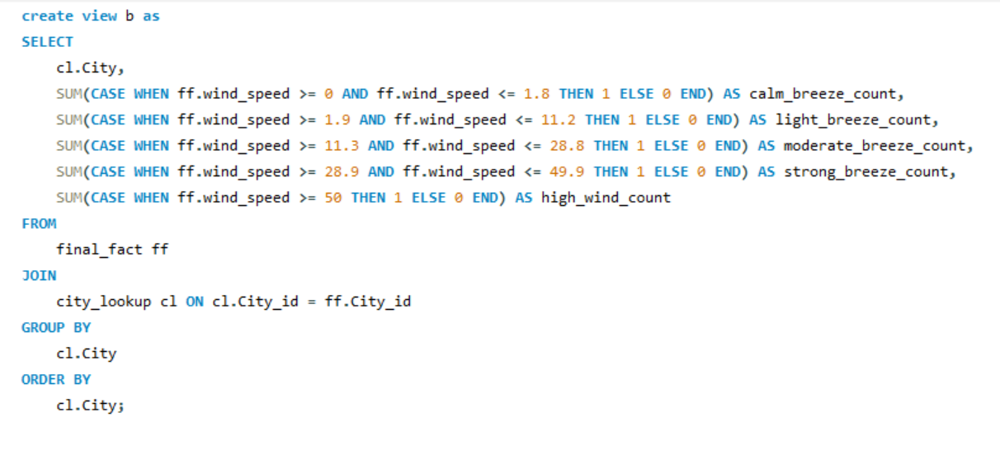 create view b as
SELECT
cl.City,
SUM(CASE WHEN ff.wind_speed >= 0 AND ff.wind_speed <= 1.8 THEN 1 ELSE 0 END) AS calm_breeze_count,
SUM(CASE WHEN ff.wind_speed >= 1.9 AND ff.wind_speed <= 11.2 THEN 1 ELSE 0 END) AS light_breeze_count,
SUM(CASE WHEN ff.wind_speed >= 11.3 AND ff.wind_speed <= 28.8 THEN 1 ELSE 0 END) AS moderate_breeze_count,
SUM(CASE WHEN ff.wind_speed >= 28.9 AND ff.wind_speed <= 49.9 THEN 1 ELSE 0 END) AS strong_breeze_count,
SUM(CASE WHEN ff.wind_speed >= 50 THEN 1 ELSE 0 END) AS high_wind_count
FROM
final_fact ff
JOIN
city_lookup cl ON cl.City_id = ff.City_id
GROUP BY
cl.City
ORDER BY
cl.City;